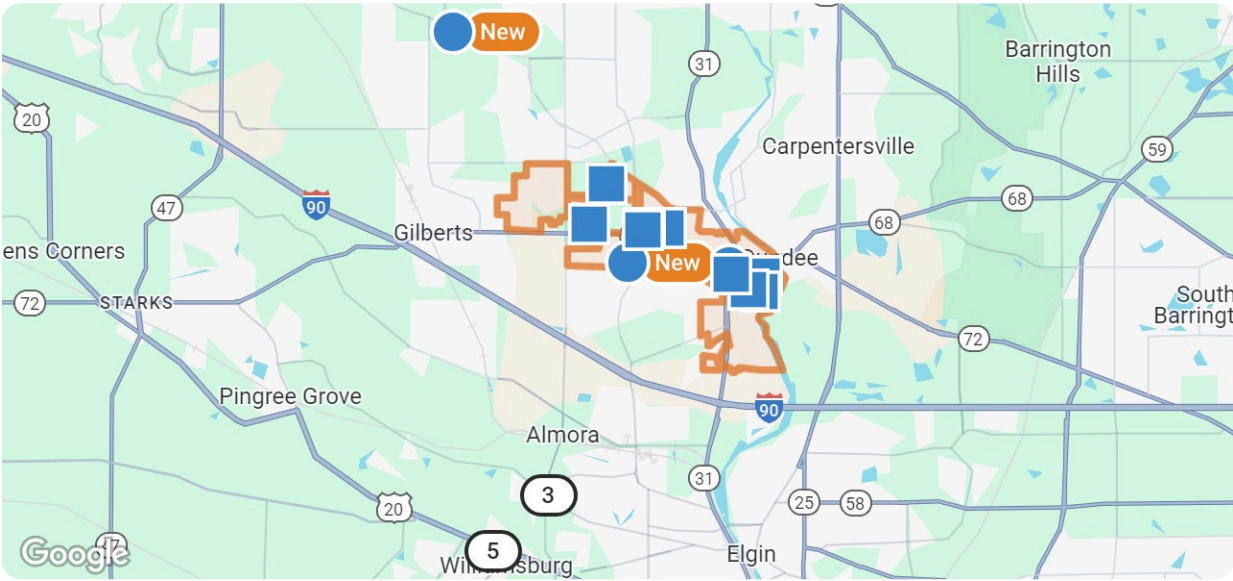 New
31
Barrington
Hills
20
59
Carpentersville
47
90
68
68
Gilberts
ens Corners
New
72
STARKS
South
Barringt
72
Pingree Grove
90
Almora
31
3
20
25
58
5
Elgin
Google